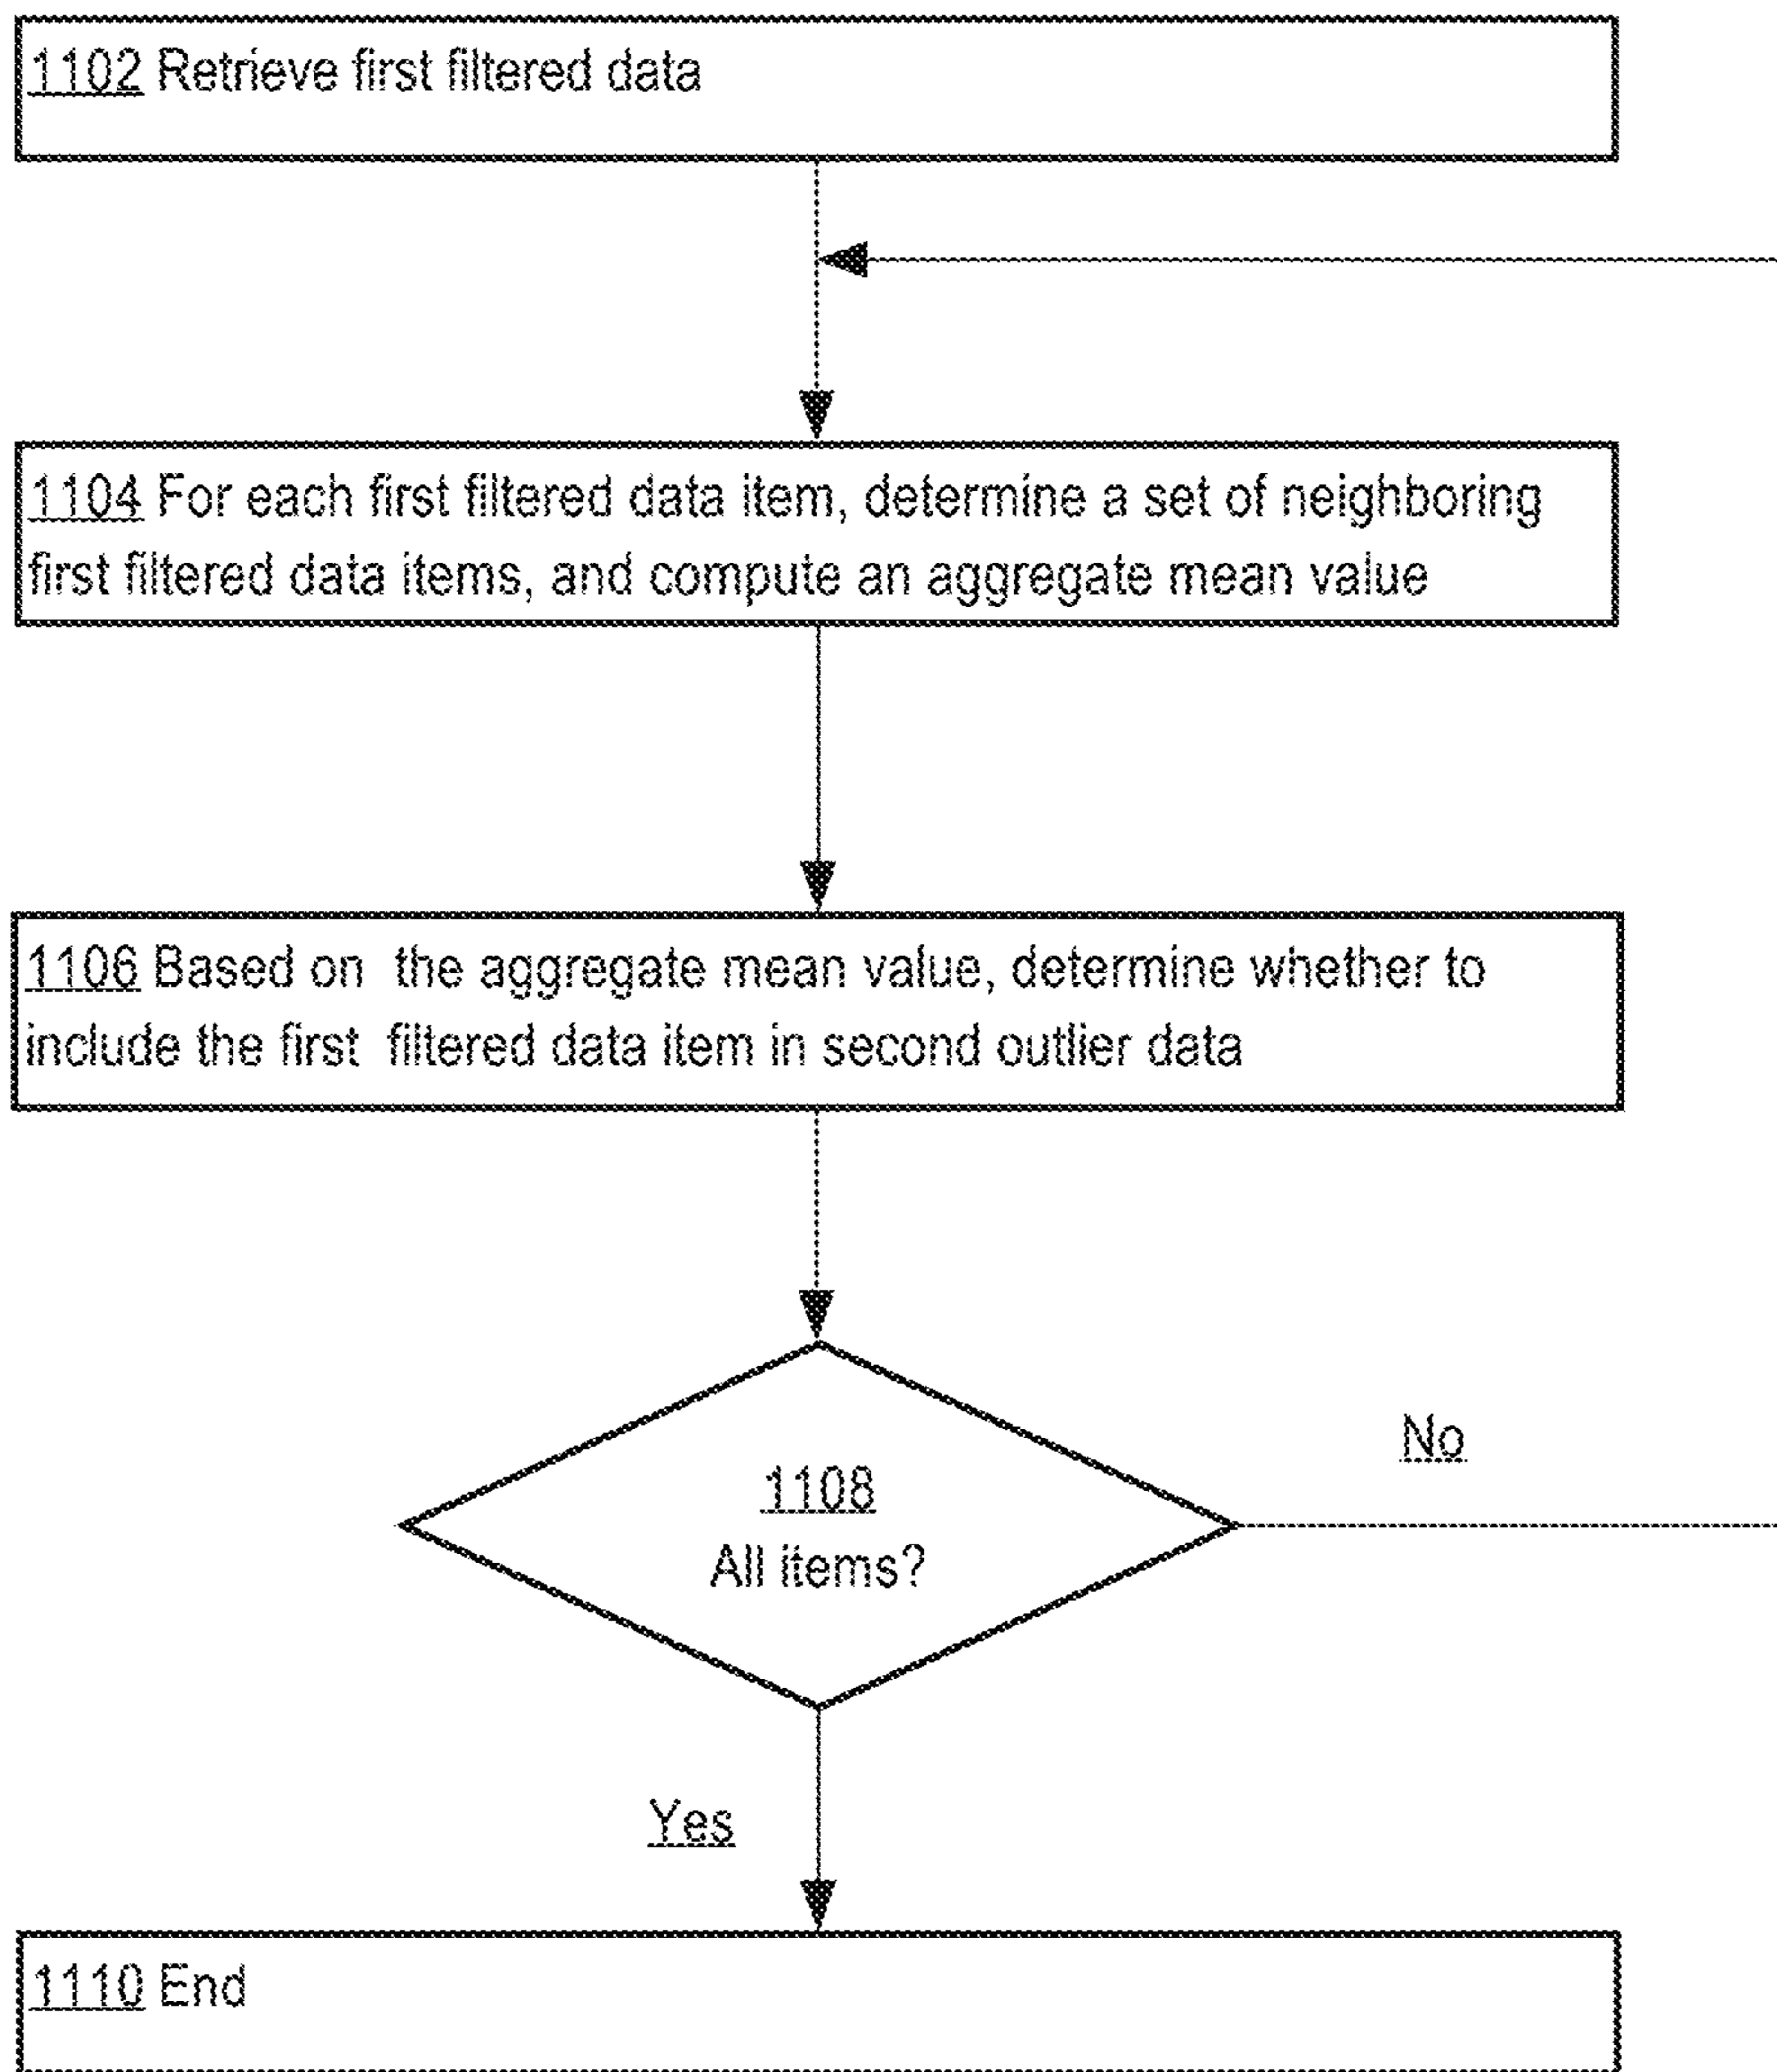 1102 Retrieve first filtered data
1104 For each first filtered data item, determine a set of neighboring
first filtered data items, and compute an aggregate mean value
1106 Based on the aggregate mean value, determine whether to
include the first filtered data item in second outlier data
1108
All items?
No
Yes
1110 End